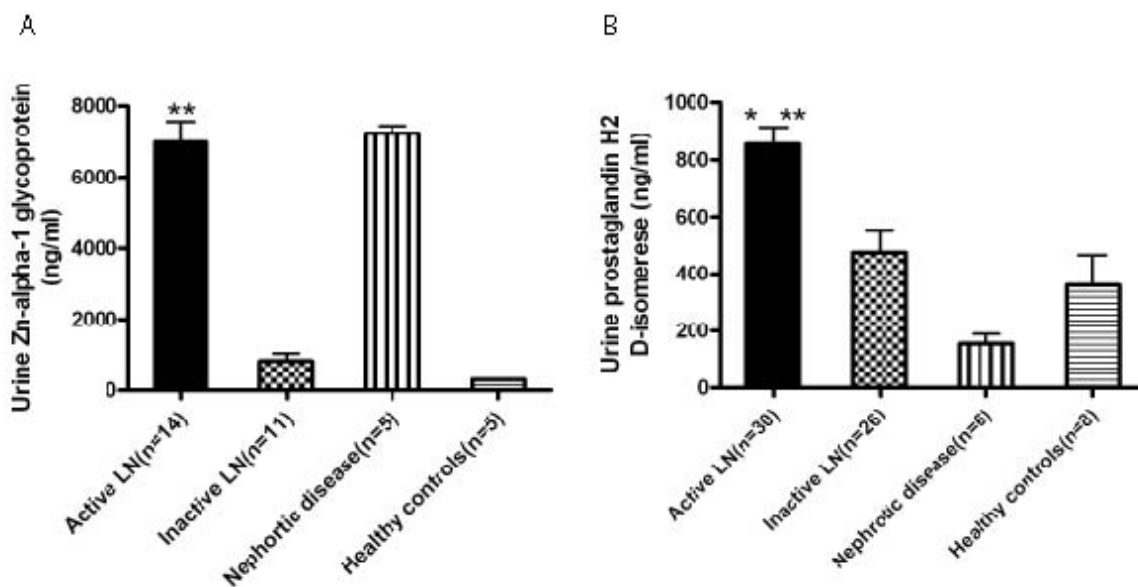 A
Urine Zn-alpha-1 glycoprotein
(ng/ml)
8000
6000
4000
2000
0
**
Active LN(n=14)
Inactive LN(n=11)
Nephortic disease(n=5)
Healthy controls(n=5)
B
Urine prostaglandin H2
D-isomerese (ng/ml)
1000
800
600
400
200
0
* **
Active LN(n=30)
Inactive LN(n=26)
Nephrotic disease(n=8)
Healthy controls(n=8)